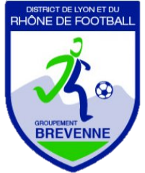 DISTRICT DE LYON ET DU
RHÔNE DE FOOTBALL
GROUPEMENT
BREVENNE